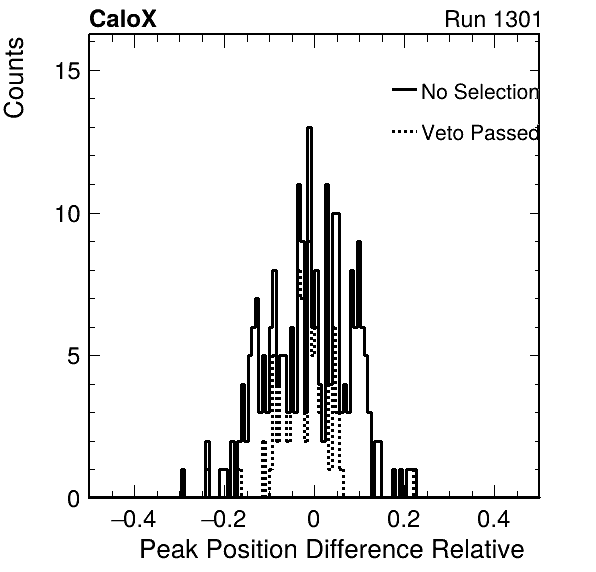 CaloX Run 1301
Counts
15
10
5
0
No Selection
Veto Passed
−0.4 −0.2 0 0.2 0.4
Peak Position Difference Relative